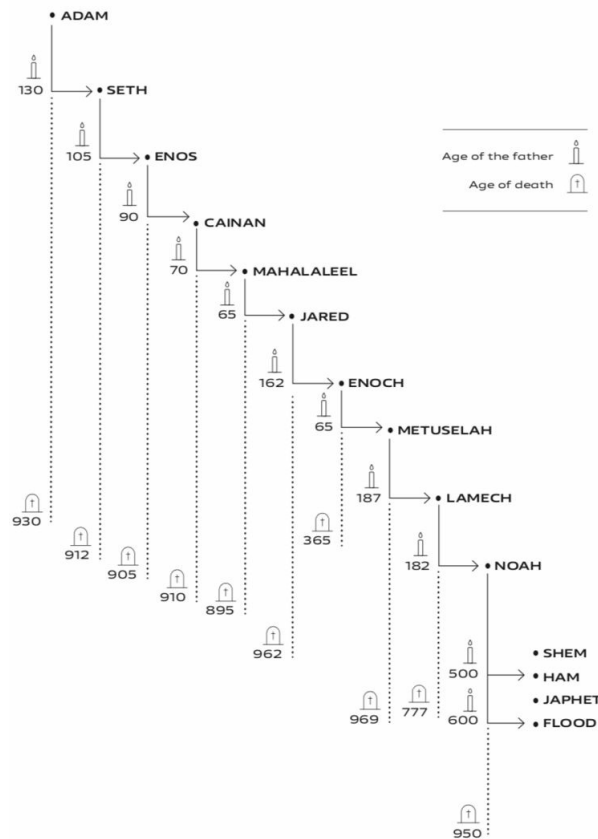 ADAM
130
SETH
105
ENOS
Age of the father
Age of death
90
CAINAN
70
MAHALALEEL
65
JARED
162
ENOCH
65
METUSELAH
187
LAMECH
930
365
912
182
NOAH
905
910
895
962
SHEM
500
HAM
JAPHET
969
777
600
FLOOD
950